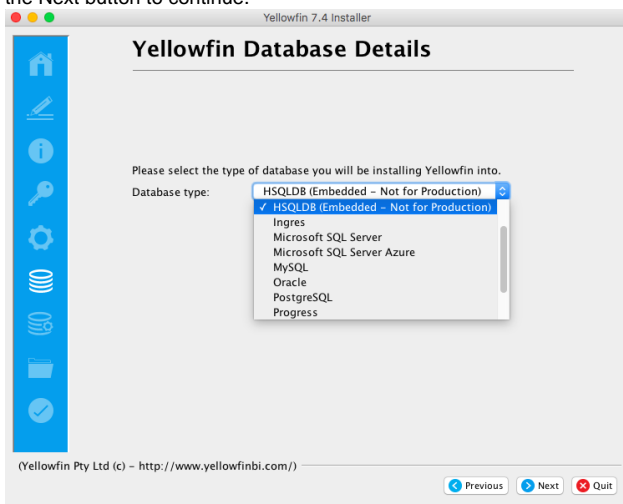 the Next button to continue.
Yellowfin 7.4 Installer
Yellowfin Database Details
Please select the type of database you will be installing Yellowfin into.
Database type:
HSQLDB (Embedded – Not for Production)
✓ HSQLDB (Embedded – Not for Production)
Ingres
Microsoft SQL Server
Microsoft SQL Server Azure
MySQL
Oracle
PostgreSQL
Progress
(Yellowfin Pty Ltd (c) – http://www.yellowfinbi.com/)
Previous
Next
Quit